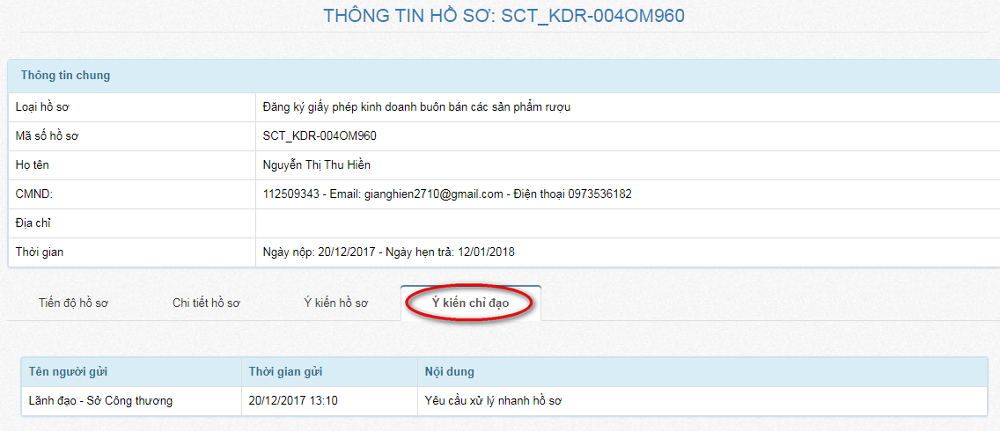 THÔNG TIN HỒ SƠ: SCT_KDR-004OM960
Thông tin chung
Loại hồ sơ Đăng ký giấy phép kinh doanh buôn bán các sản phẩm rượu
Mã số hồ sơ SCT_KDR-004OM960
Họ tên Nguyễn Thị Thu Hiền
CMND: 112509343 - Email: gianghien2710@gmail.com - Điện thoại 0973536182
Địa chỉ
Thời gian Ngày nộp: 20/12/2017 - Ngày hẹn trả: 12/01/2018
Tiến độ hồ sơ Chi tiết hồ sơ Ý kiến hồ sơ Ý kiến chỉ đạo
Tên người gửi Thời gian gửi Nội dung
Lãnh đạo - Sở Công thương 20/12/2017 13:10 Yêu cầu xử lý nhanh hồ sơ